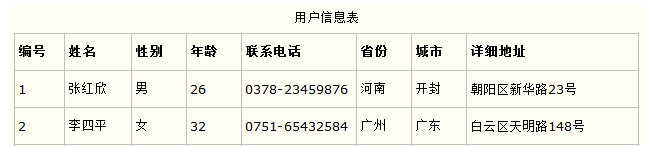 用户信息表
编号 姓名 性别 年龄 联系电话 省份 城市 详细地址
1 张红欣 男 26 0378-23459876 河南 开封 朝阳区新华路23号
2 李四平 女 32 0751-65432584 广州 广东 白云区天明路148号